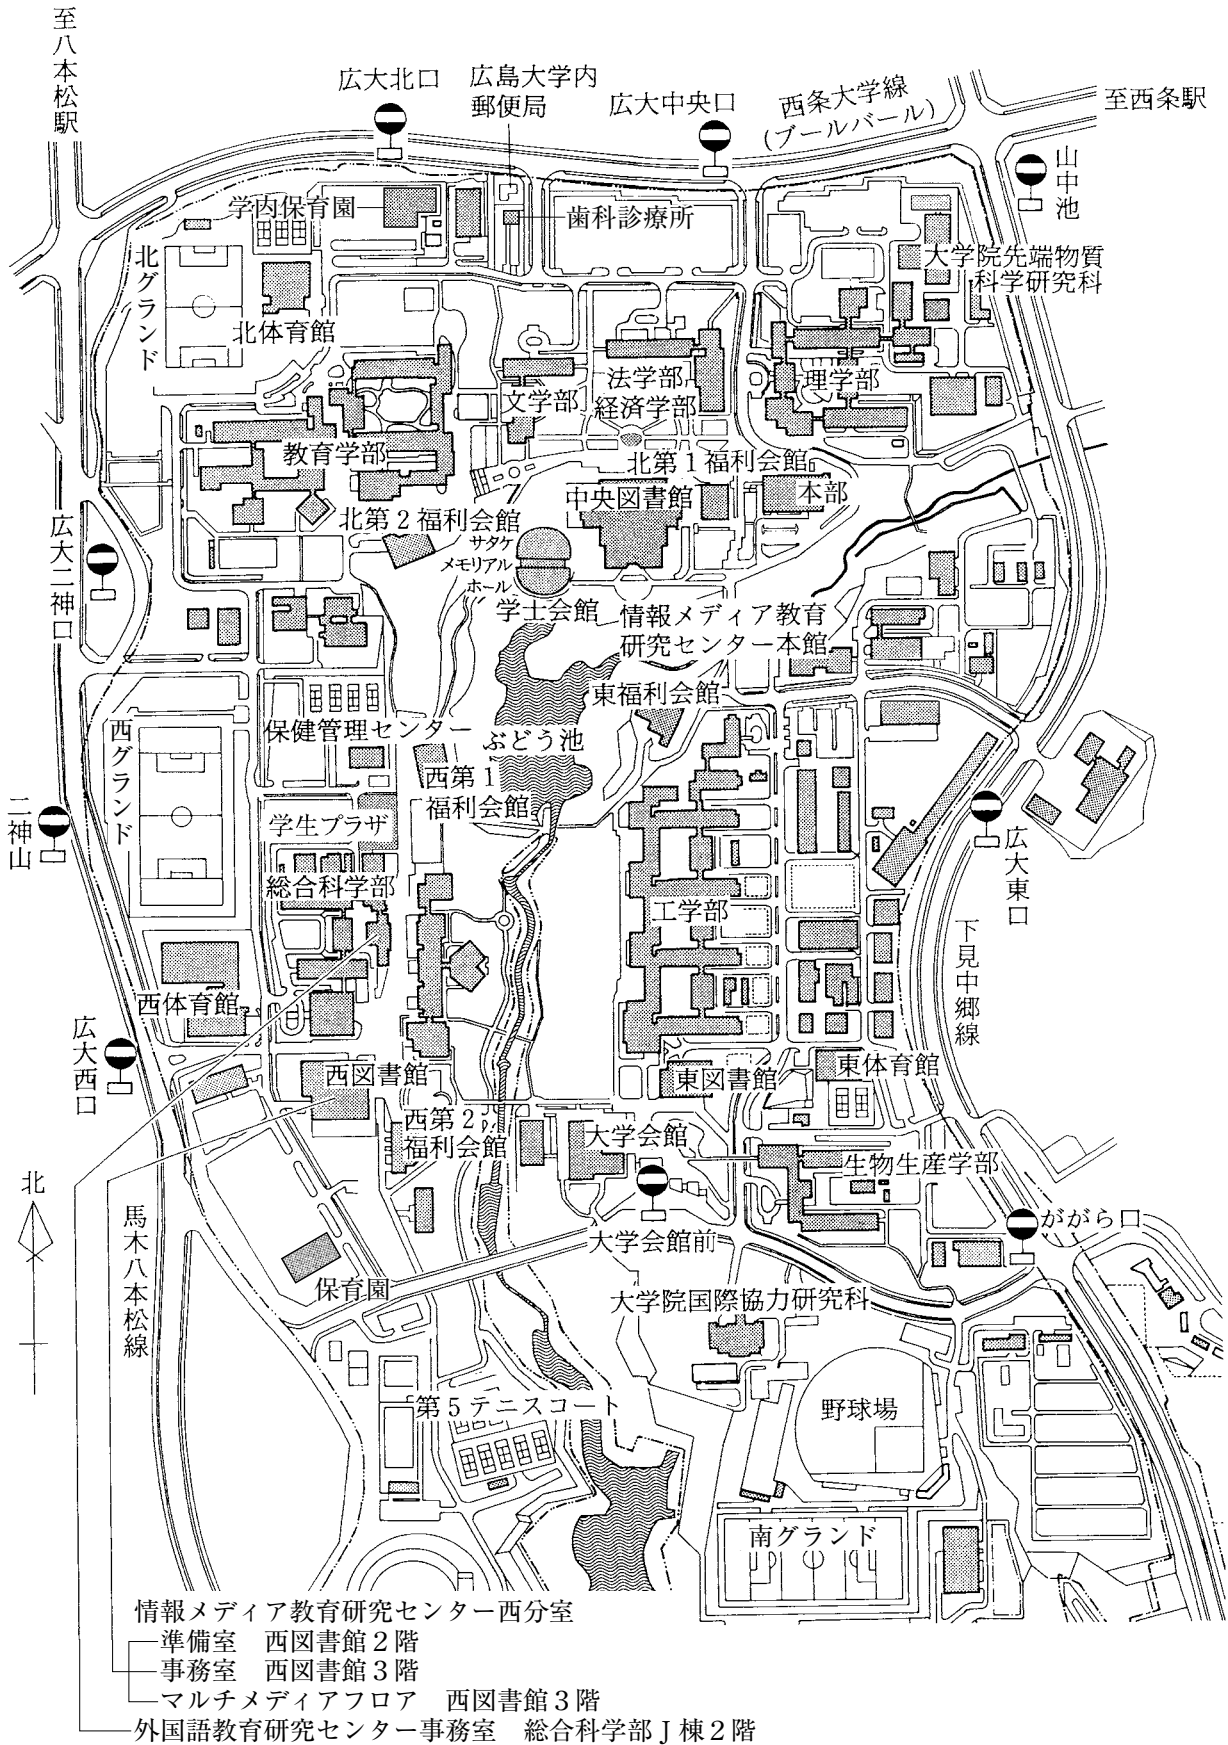 至八本松駅
広大北口
広島大学内
郵便局
広大中央口
西条大学線
(ブールバール)
至西条駅
山中池
学内保育園
歯科診療所
大学院先端物質
科学研究科
北グランド
北体育館
法学部
経済学部
理学部
文学部
教育学部
北第1福利会館
中央図書館
本部
北第2福利会館
サタケ
メモリアル
ホール
学士会館
広大二神口
情報メディア教育
研究センター本館
東福利会館
西グランド
保健管理センター
ぶどう池
西第1
福利会館
二神山
学生プラザ
総合科学部
工学部
広大東口
下見中郷線
西体育館
広大西口
西図書館
東図書館
東体育館
西第2
福利会館
大学会館
生物生産学部
北
馬木八本松線
大学会館前
ががら口
保育園
大学院国際協力研究科
第5テニスコート
野球場
南グランド
情報メディア教育研究センター西分室
準備室 西図書館2階
事務室 西図書館3階
マルチメディアフロア 西図書館3階
外国語教育研究センター事務室 総合科学部J棟2階